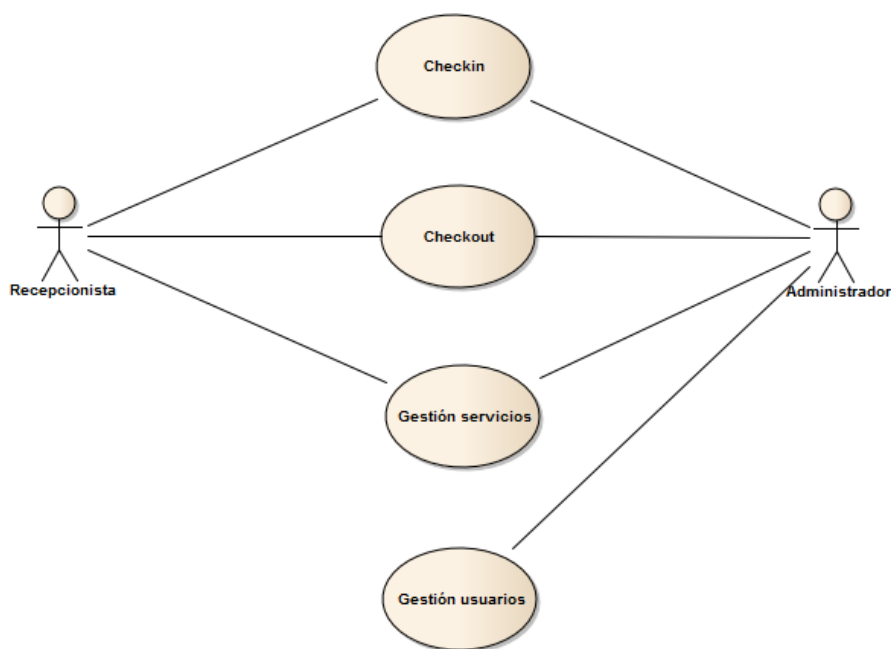 Checkin
Checkout
Recepcionista
Administrador
Gestión servicios
Gestión usuarios